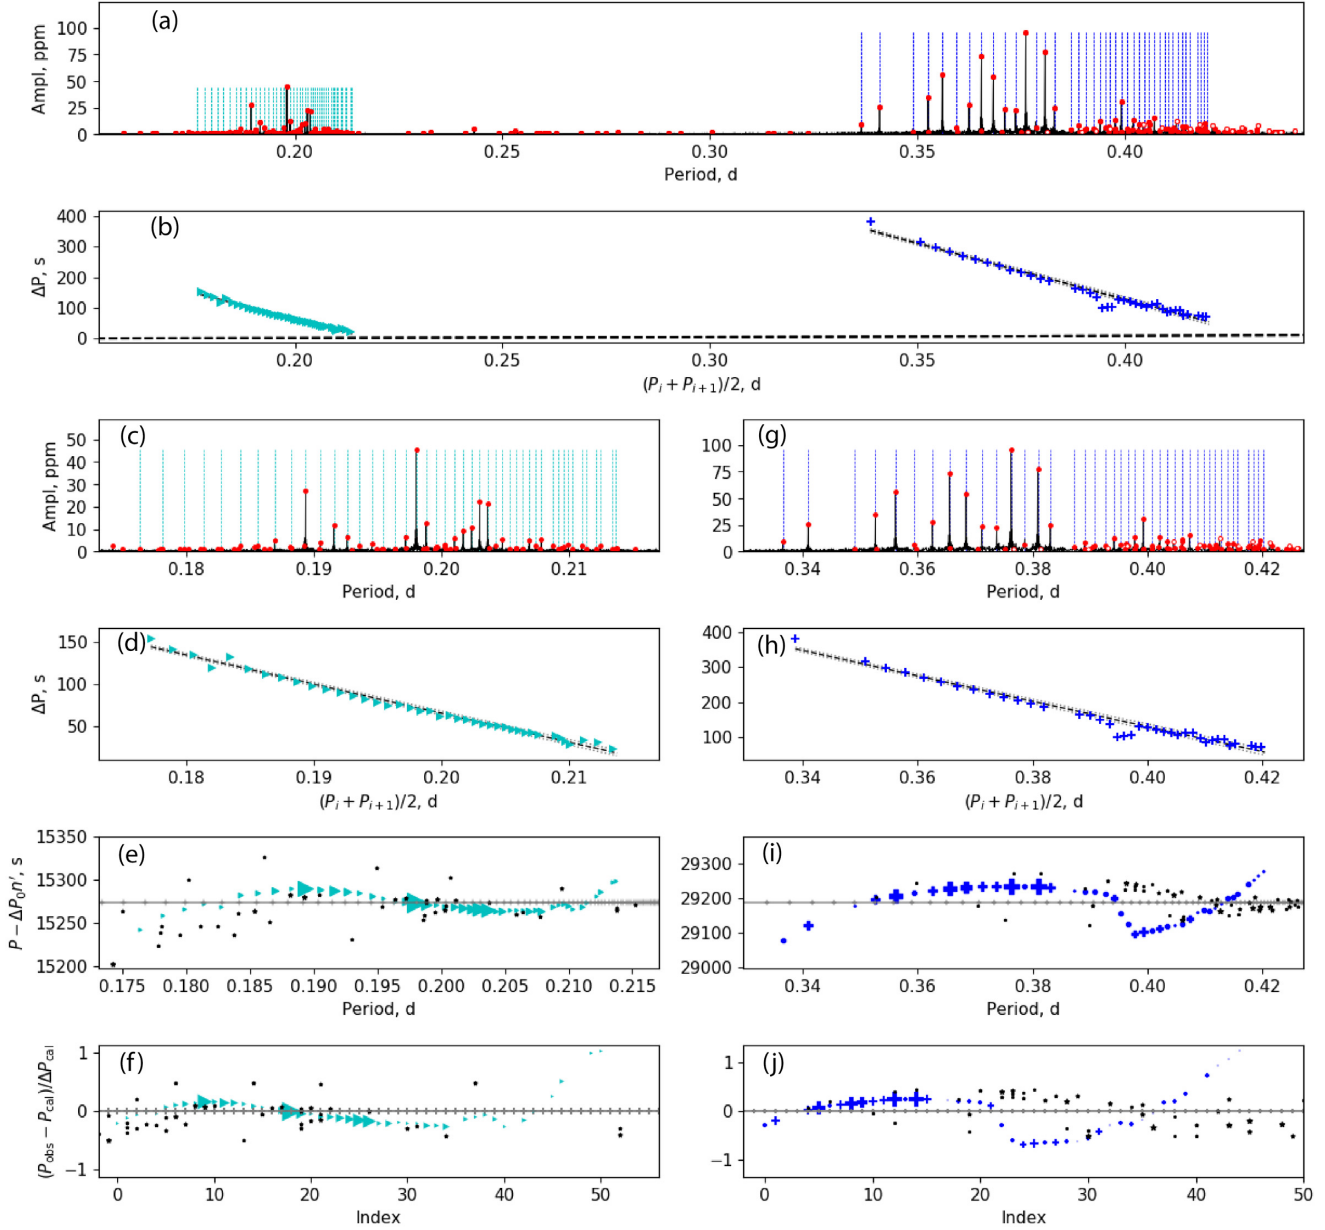 (a)
Ampl, ppm
100
75
50
25
0
0.20 0.25 0.30 0.35 0.40
Period, d
(b)
ΔP, s
400
300
200
100
0
0.20 0.25 0.30 0.35 0.40
(P_i + P_{i+1})/2, d
(c)
Ampl, ppm
50
40
30
20
10
0
0.18 0.19 0.20 0.21
Period, d
(g)
100
75
50
25
0
0.34 0.36 0.38 0.40 0.42
Period, d
(d)
ΔP, s
150
100
50
0.18 0.19 0.20 0.21
(P_i + P_{i+1})/2, d
(h)
400
300
200
100
0.34 0.36 0.38 0.40 0.42
(P_i + P_{i+1})/2, d
(e)
P − ΔP_0n′, s
15350
15300
15250
15200
0.175 0.180 0.185 0.190 0.195 0.200 0.205 0.210 0.215
Period, d
(i)
29300
29200
29100
29000
0.34 0.36 0.38 0.40 0.42
Period, d
(f)
(P_obs − P_cal)/ΔP_cal
1
0
−1
0 10 20 30 40 50
Index
(j)
1
0
−1
0 10 20 30 40 50
Index